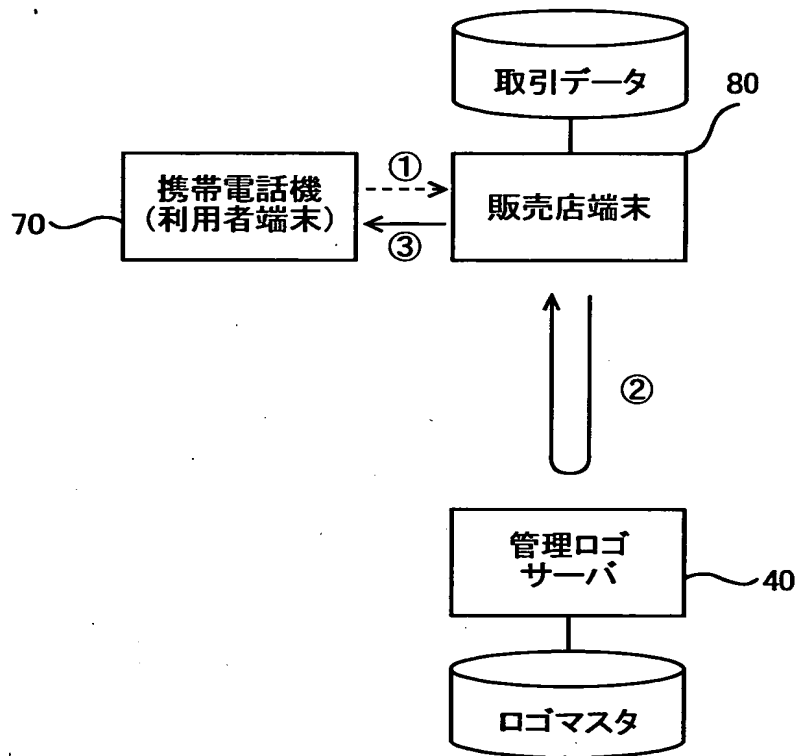 取引データ
80
携帯電話機
(利用者端末)
①
販売店端末
70
③
②
管理ロゴ
サーバ
40
ロゴマスタ